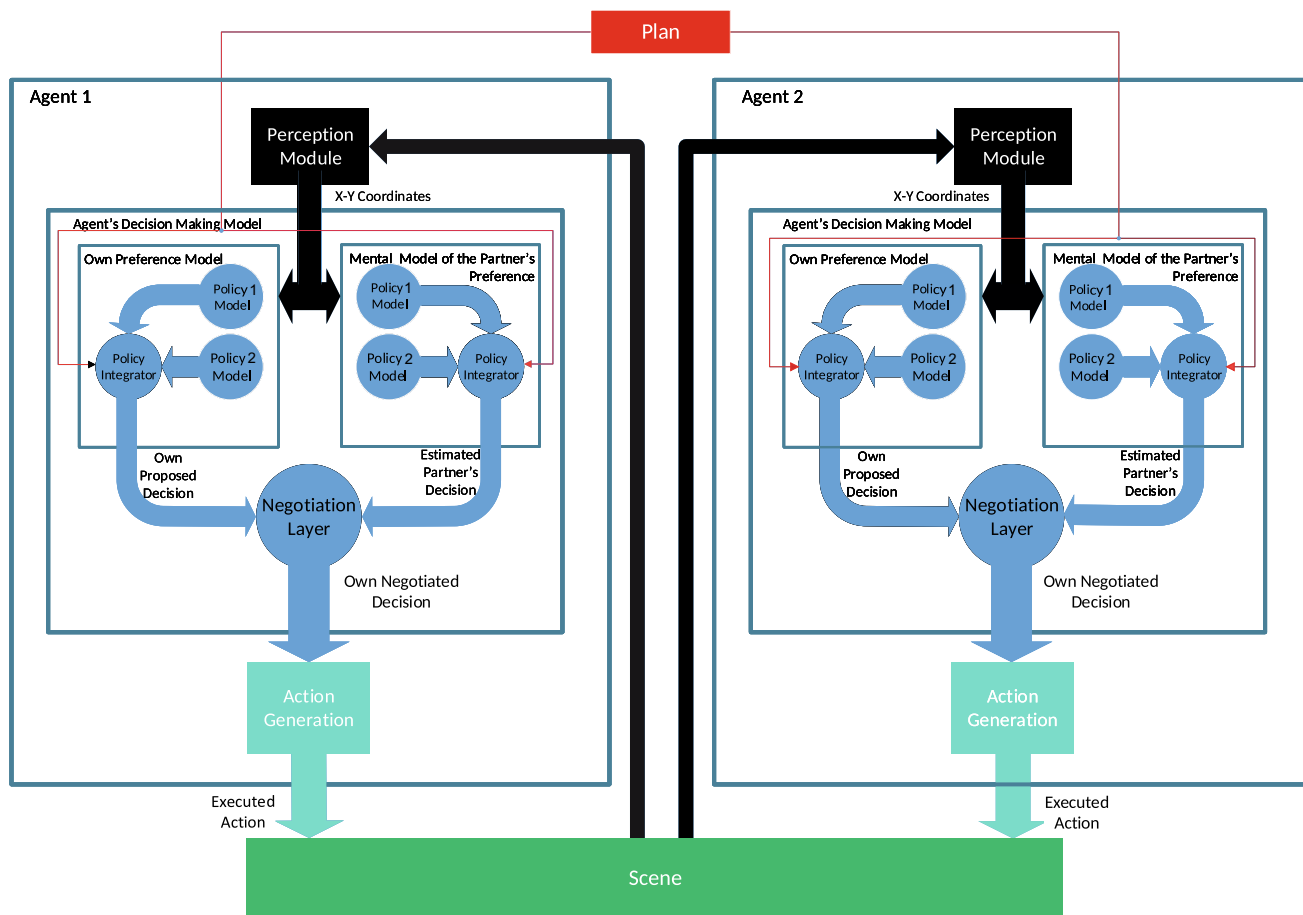 Plan
Agent 1
Perception
Module
X-Y Coordinates
Agent's Decision Making Model
Own Preference Model
Policy 1
Model
Policy 2
Model
Policy
Integrator
Mental Model of the Partner's
Preference
Policy 1
Model
Policy 2
Model
Policy
Integrator
Own
Proposed
Decision
Estimated
Partner's
Decision
Negotiation
Layer
Own Negotiated
Decision
Action
Generation
Executed
Action
Agent 2
Perception
Module
X-Y Coordinates
Agent's Decision Making Model
Own Preference Model
Policy 1
Model
Policy 2
Model
Policy
Integrator
Mental Model of the Partner's
Preference
Policy 1
Model
Policy 2
Model
Policy
Integrator
Own
Proposed
Decision
Estimated
Partner's
Decision
Negotiation
Layer
Own Negotiated
Decision
Action
Generation
Executed
Action
Scene